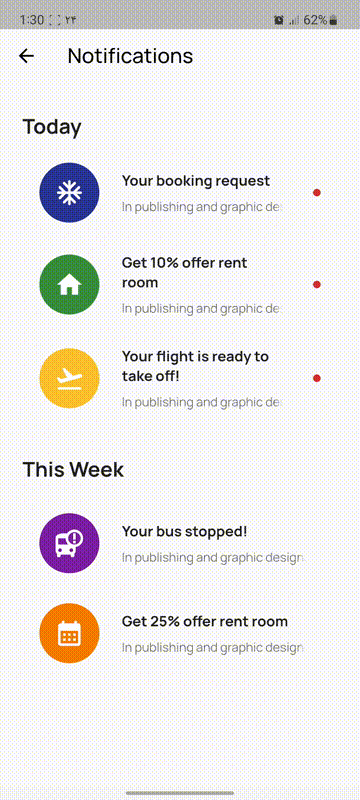 1:30 ۲۴ 62%
Notifications
Today
Your booking request
In publishing and graphic de
Get 10% offer rent
room
In publishing and graphic de
Your flight is ready to
take off!
In publishing and graphic de
This Week
Your bus stopped!
In publishing and graphic design
Get 25% offer rent room
In publishing and graphic design